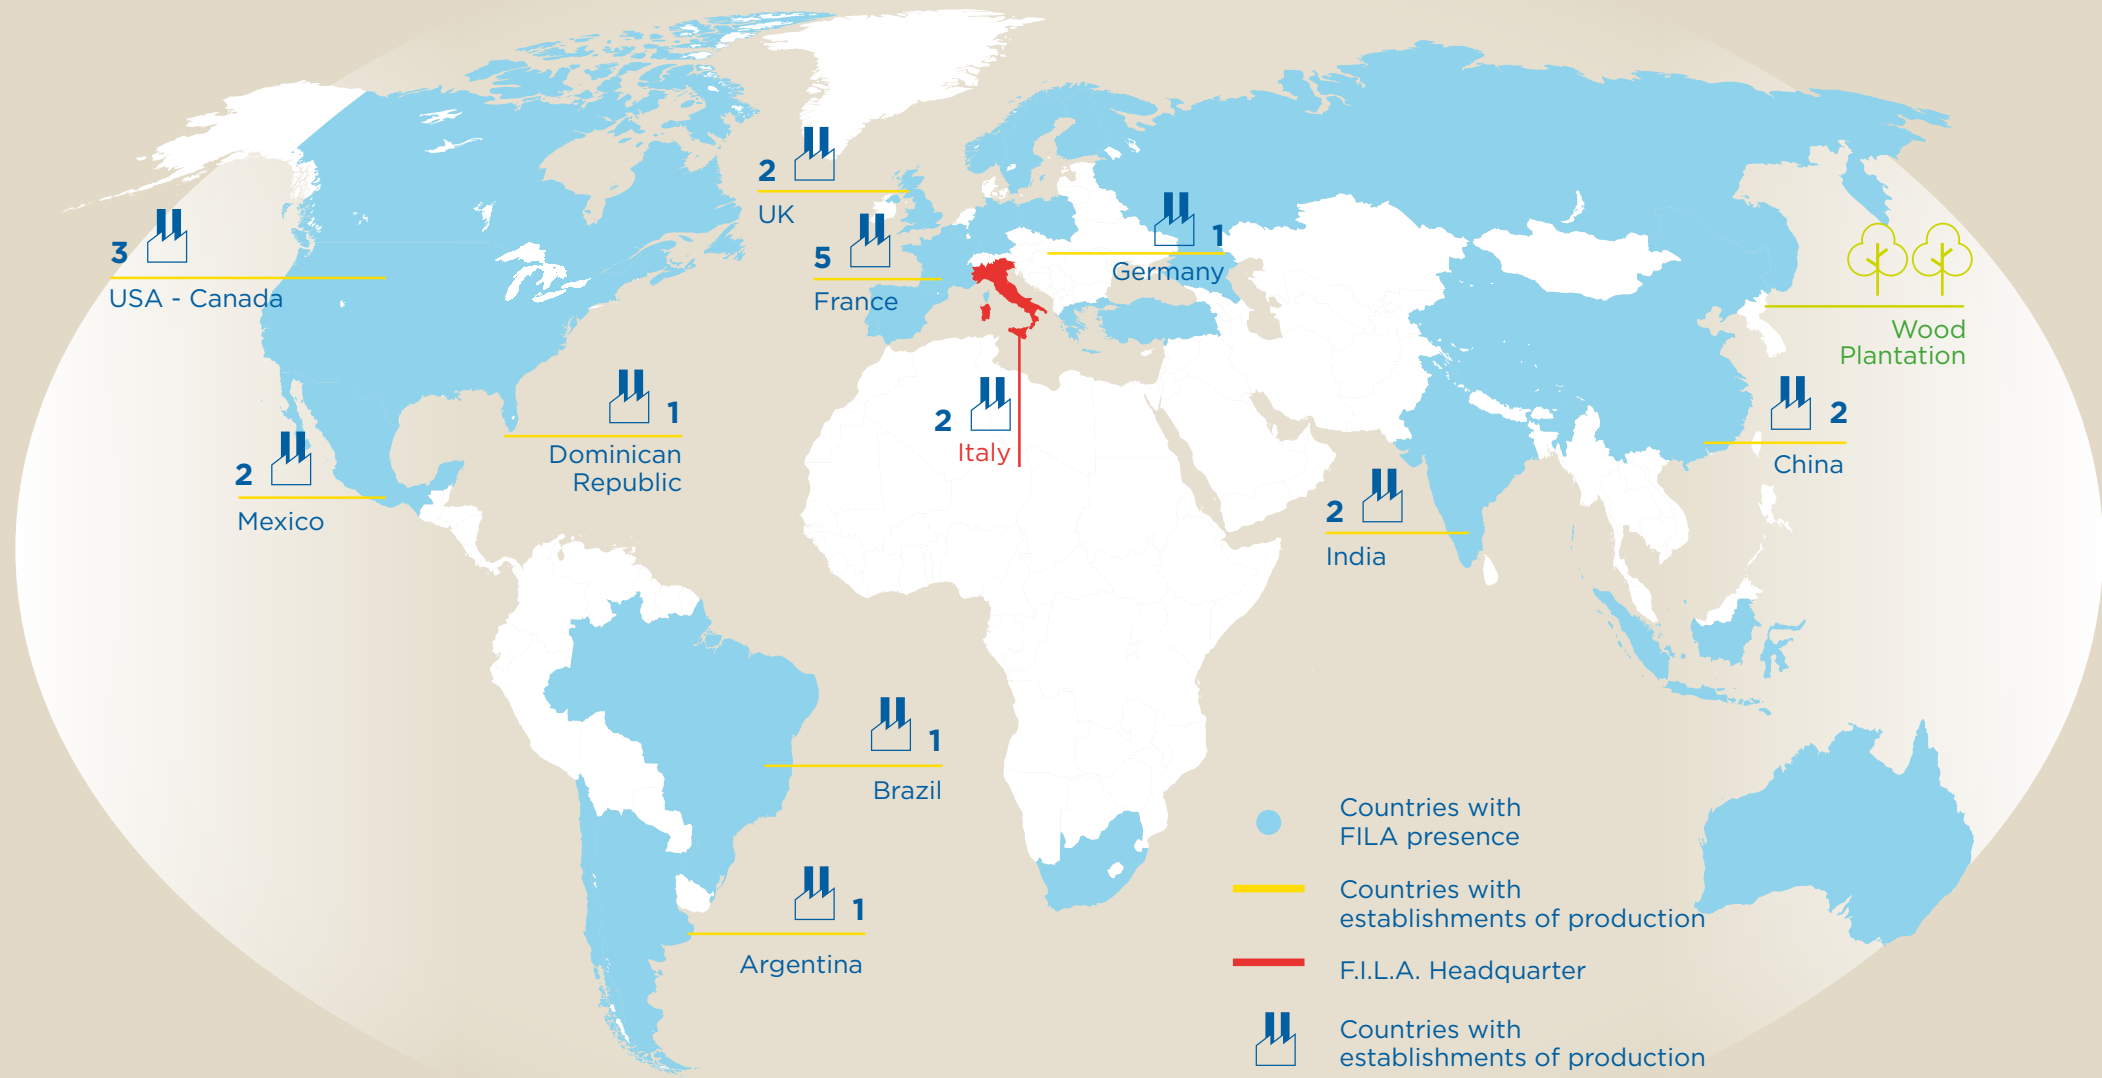 2
UK
3
USA - Canada
5
France
1
Germany
Wood
Plantation
1
Dominican
Republic
2
Italy
2
China
2
Mexico
2
India
1
Brazil
1
Argentina
Countries with
FILA presence
Countries with
establishments of production
F.I.L.A. Headquarter
Countries with
establishments of production